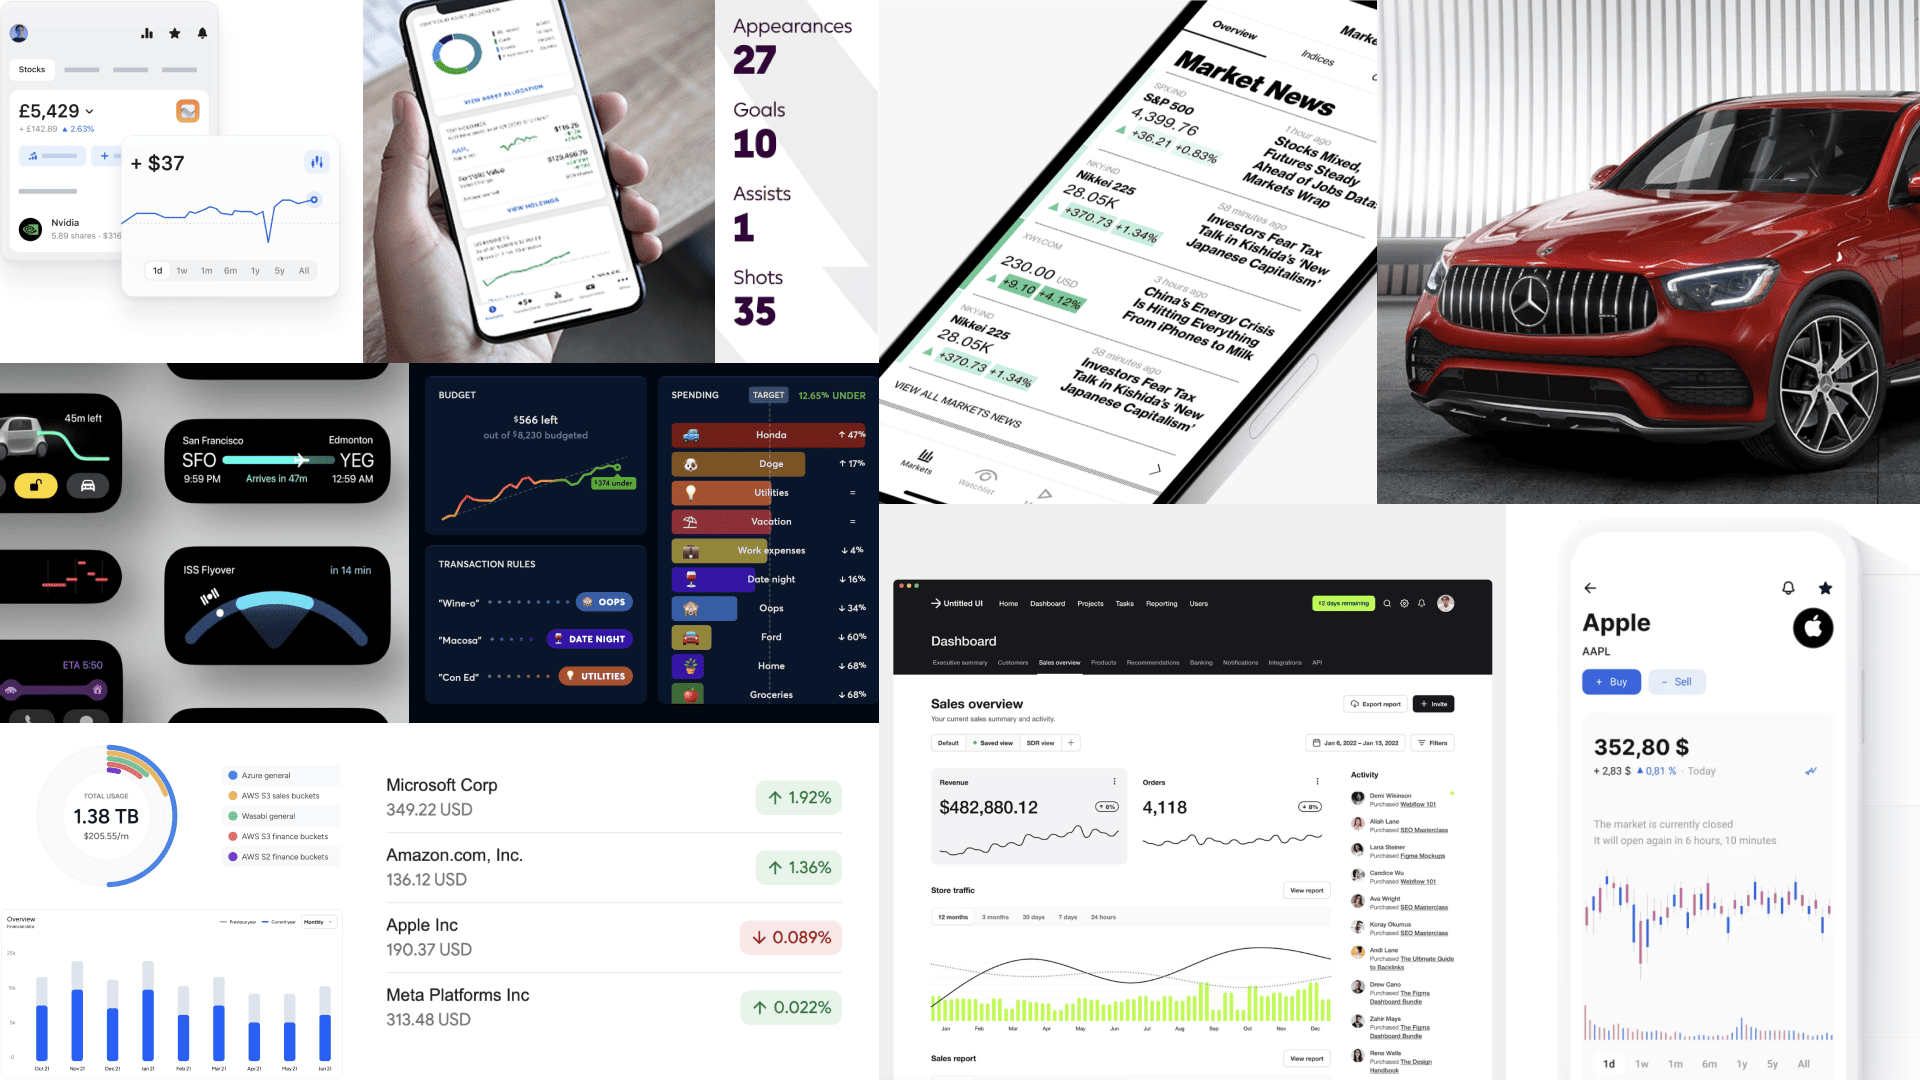 Stocks
£5,429
+ £142.89 ▲ 2.63%
+
Nvidia
5.89 shares · $316
+ $37
1d 1w 1m 6m 1y 5y All
VIEW ASSET ALLOCATION
AAPL
$116.26
$123,466.76
Portfolio Value
VIEW HOLDINGS
US MARKETS
Appearances
27
Goals
10
Assists
1
Shots
35
Overview
Indices
Market News
SPX:IND
S&P 500
4,399.76
+36.21 +0.83%
1 hour ago
Stocks Mixed,
Futures Steady
Ahead of Jobs Data:
Markets Wrap
NKY:IND
Nikkei 225
28.05K
+370.73 +1.34%
58 minutes ago
Investors Fear Tax
Talk in Kishida's 'New
Japanese Capitalism'
XW1:COM
230.00 USD
+9.10 +4.12%
3 hours ago
China's Energy Crisis
Is Hitting Everything
From iPhones to Milk
NKY:IND
Nikkei 225
28.05K
+370.73 +1.34%
58 minutes ago
Investors Fear Tax
Talk in Kishida's 'New
Japanese Capitalism'
VIEW ALL MARKETS NEWS
Markets
Watchlist
45m left
San Francisco Edmonton
SFO YEG
9:59 PM Arrives in 47m 12:59 AM
ISS Flyover in 14 min
ETA 5:50
BUDGET
$566 left
out of $8,230 budgeted
$374 under
TRANSACTION RULES
"Wine-o" OOPS
"Macosa" DATE NIGHT
"Con Ed" UTILITIES
SPENDING TARGET 12.65% UNDER
Honda ↑ 47%
Doge ↑ 17%
Utilities =
Vacation =
Work expenses ↓ 4%
Date night ↓ 16%
Oops ↓ 34%
Ford ↓ 60%
Home ↓ 68%
Groceries ↓ 68%
TOTAL USAGE
1.38 TB
$205.55/m
Azure general
AWS S3 sales buckets
Wasabi general
AWS S3 finance buckets
AWS S2 finance buckets
Overview
Financial data
Previous year Current year Monthly
25k
15k
5k
0
Oct 21 Nov 21 Dec 21 Jan 21 Feb 21 Mar 21 Apr 21 May 21 Jun 21
Microsoft Corp
349.22 USD
↑ 1.92%
Amazon.com, Inc.
136.12 USD
↑ 1.36%
Apple Inc
190.37 USD
↓ 0.089%
Meta Platforms Inc
313.48 USD
↑ 0.022%
Untitled UI Home Dashboard Projects Tasks Reporting Users
12 days remaining
Dashboard
Executive summary Customers Sales overview Products Recommendations Banking Notifications Integrations API
Sales overview
Your current sales summary and activity.
Export report + Invite
Default Saved view SDR view +
Jan 6, 2022 – Jan 13, 2022 Filters
Revenue
$482,880.12
↑ 6%
Orders
4,118
↓ 8%
Store traffic
View report
12 months 3 months 30 days 7 days 24 hours
Jan Feb Mar Apr May Jun Jul Aug Sep Oct Nov Dec
Sales report
View report
Activity
Demi Wikinson
Purchased Webflow 101
Aliah Lane
Purchased SEO Masterclass
Lana Steiner
Purchased Figma Mockups
Candice Wu
Purchased Webflow 101
Ava Wright
Purchased SEO Masterclass
Koray Okumus
Purchased SEO Masterclass
Andi Lane
Purchased The Ultimate Guide
to Backlinks
Drew Cano
Purchased The Figma
Dashboard Bundle
Zahir Mays
Purchased The Figma
Dashboard Bundle
Rene Wells
Purchased The Design
Handbook
Apple
AAPL
+ Buy
− Sell
352,80 $
+ 2,83 $ ▲ 0,81 % · Today
The market is currently closed
It will open again in 6 hours, 10 minutes
1d 1w 1m 6m 1y 5y All